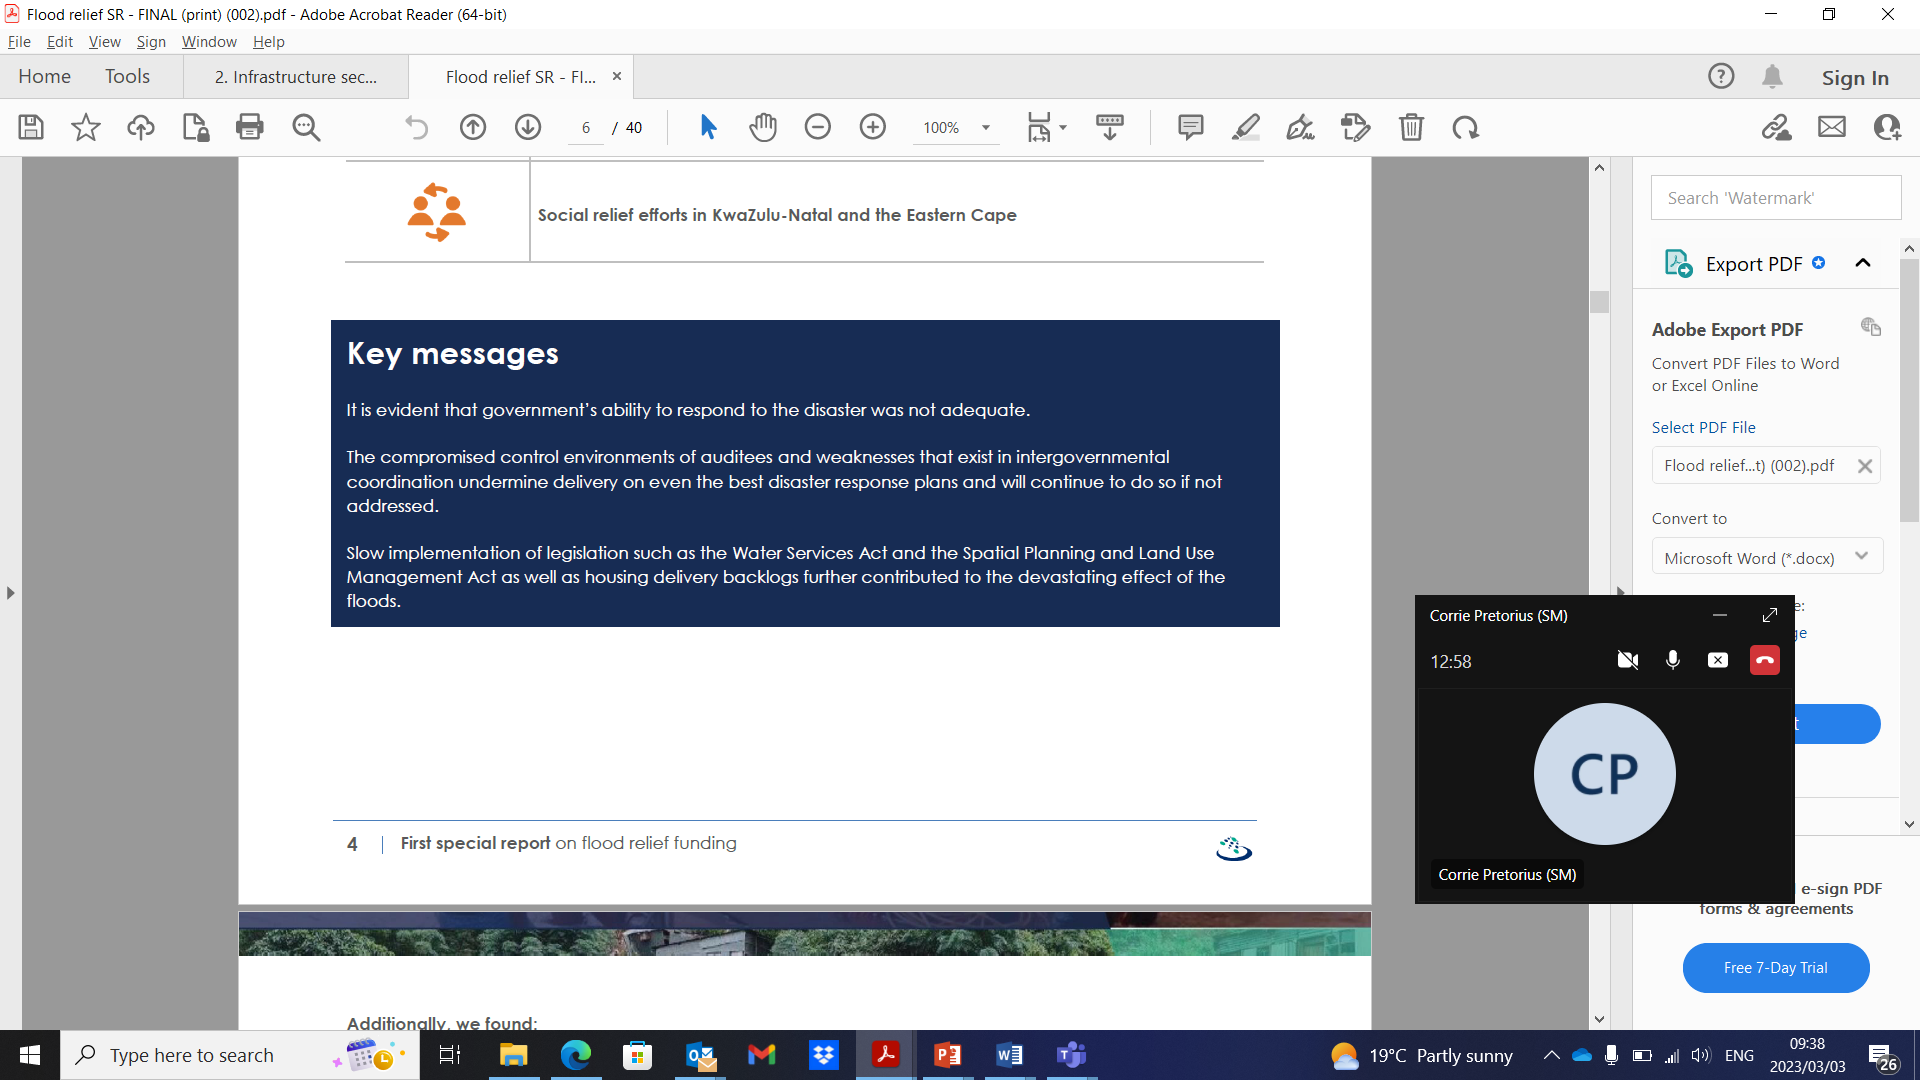 Flood relief SR - FINAL (print) (002).pdf - Adobe Acrobat Reader (64-bit)
File Edit View Sign Window Help
Home Tools 2. Infrastructure sec... Flood relief SR - FI... Sign In
6 / 40 100%
Search 'Watermark'
Social relief efforts in KwaZulu-Natal and the Eastern Cape
Export PDF
Adobe Export PDF
Convert PDF Files to Word
or Excel Online
Select PDF File
Flood relief...t) (002).pdf
Convert to
Microsoft Word (*.docx)
Key messages
It is evident that government's ability to respond to the disaster was not adequate.
The compromised control environments of auditees and weaknesses that exist in intergovernmental
coordination undermine delivery on even the best disaster response plans and will continue to do so if not
addressed.
Slow implementation of legislation such as the Water Services Act and the Spatial Planning and Land Use
Management Act as well as housing delivery backlogs further contributed to the devastating effect of the
floods.
Corrie Pretorius (SM)
12:58
CP
Corrie Pretorius (SM)
e-sign PDF
forms & agreements
Free 7-Day Trial
4 | First special report on flood relief funding
Additionally, we found:
Type here to search
19°C Partly sunny
ENG
09:38
2023/03/03
26